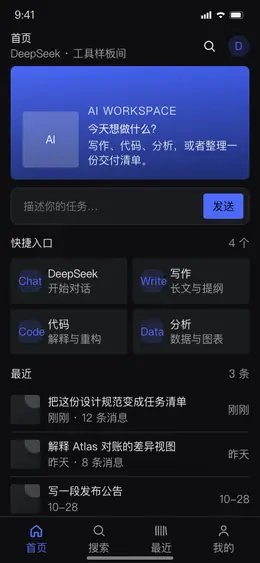 9:41
首页
DeepSeek · 工具样板间
D
AI
AI WORKSPACE
今天想做什么?
写作、代码、分析，或者整理一
份交付清单。
描述你的任务...
发送
快捷入口
4 个
Chat
DeepSeek
开始对话
Write
写作
长文与提纲
Code
代码
解释与重构
Data
分析
数据与图表
最近
3 条
把这份设计规范变成任务清单
刚刚 · 12 条消息
刚刚
解释 Atlas 对账的差异视图
昨天 · 8 条消息
昨天
写一段发布公告
10-28
10-28
首页
搜索
最近
我的